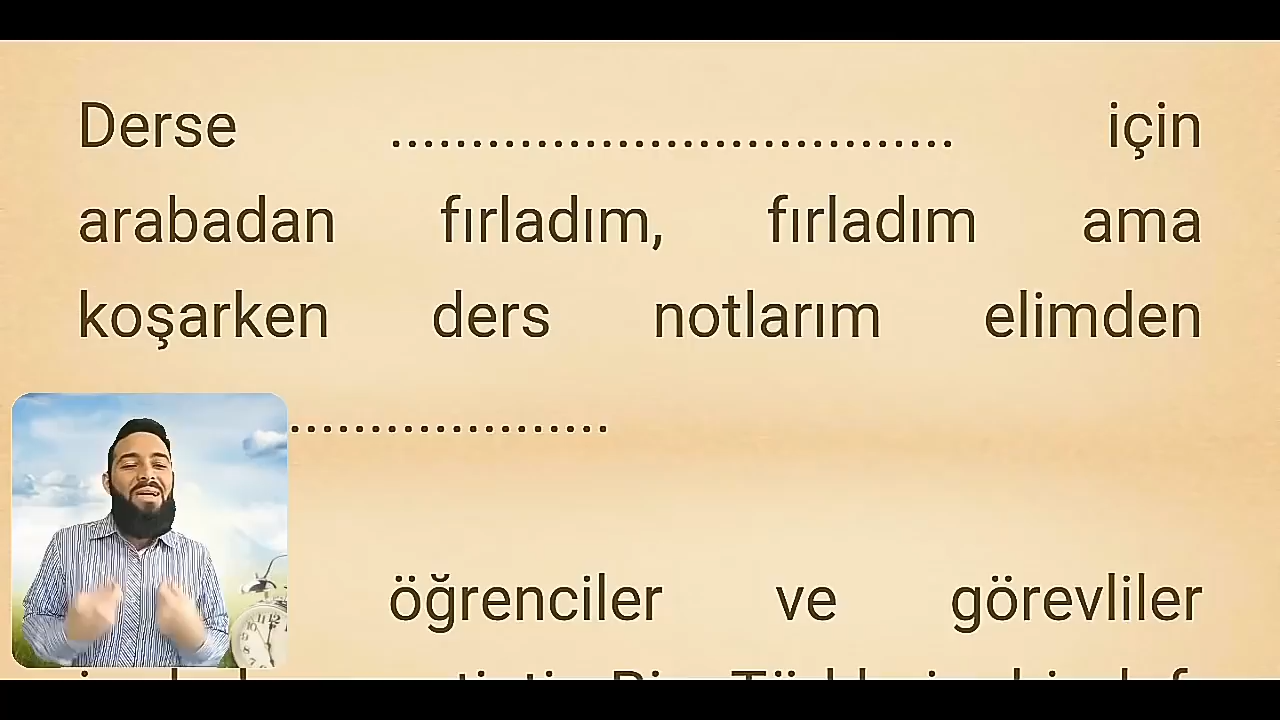 Derse .................................... için
arabadan fırladım, fırladım ama
koşarken ders notlarım elimden
....................
öğrenciler ve görevliler